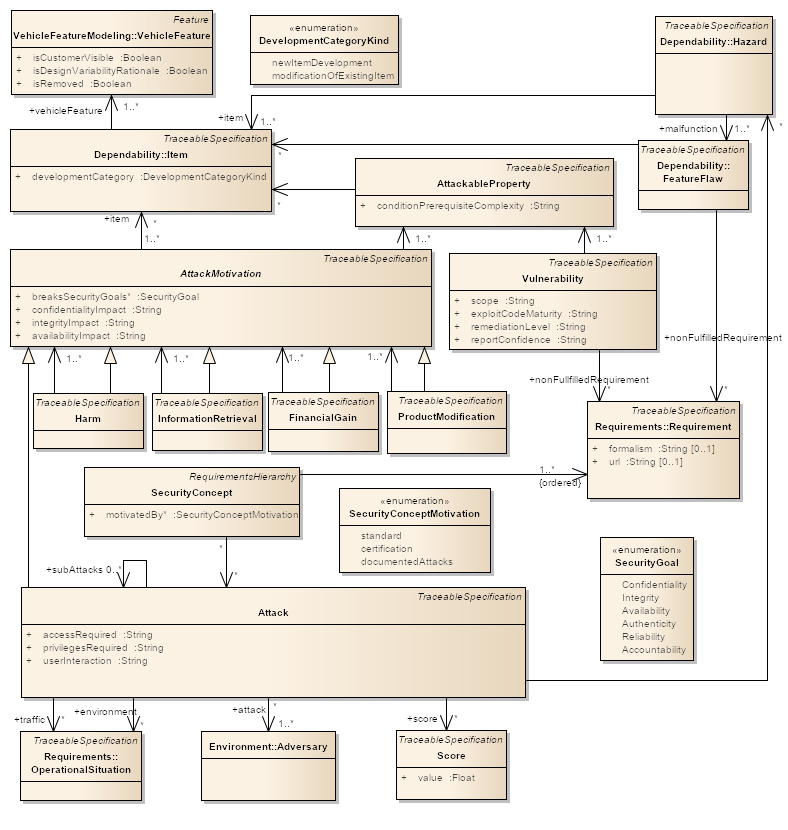 Feature
VehicleFeatureModeling::VehicleFeature
+ isCustomerVisible :Boolean
+ isDesignVariabilityRationale :Boolean
+ isRemoved :Boolean
«enumeration»
DevelopmentCategoryKind
newItemDevelopment
modificationOfExistingItem
TraceableSpecification
Dependability::Hazard
+vehicleFeature 1..*
+item 1..*
*
+malfunction 1..*
TraceableSpecification
Dependability::Item
+ developmentCategory :DevelopmentCategoryKind
*
*
TraceableSpecification
Dependability::
FeatureFlaw
TraceableSpecification
AttackableProperty
+ conditionPrerequisiteComplexity :String
+item *
1..*
1..*
1..*
TraceableSpecification
AttackMotivation
+ breaksSecurityGoals* :SecurityGoal
+ confidentialityImpact :String
+ integrityImpact :String
+ availabilityImpact :String
TraceableSpecification
Vulnerability
+ scope :String
+ exploitCodeMaturity :String
+ remediationLevel :String
+ reportConfidence :String
+nonFulfilledRequirement
*
+nonFullfilledRequirement
*
1..*
1..*
1..*
1..*
TraceableSpecification
Harm
TraceableSpecification
InformationRetrieval
TraceableSpecification
FinancialGain
TraceableSpecification
ProductModification
TraceableSpecification
Requirements::Requirement
+ formalism :String [0..1]
+ url :String [0..1]
RequirementsHierarchy
SecurityConcept
+ motivatedBy* :SecurityConceptMotivation
1..*
{ordered}
«enumeration»
SecurityConceptMotivation
standard
certification
documentedAttacks
«enumeration»
SecurityGoal
Confidentiality
Integrity
Availability
Authenticity
Reliability
Accountability
*
*
+subAttacks 0..*
TraceableSpecification
Attack
+ accessRequired :String
+ privilegesRequired :String
+ userInteraction :String
+traffic *
+environment *
+attack *
1..*
+score *
TraceableSpecification
Requirements::
OperationalSituation
Environment::Adversary
TraceableSpecification
Score
+ value :Float